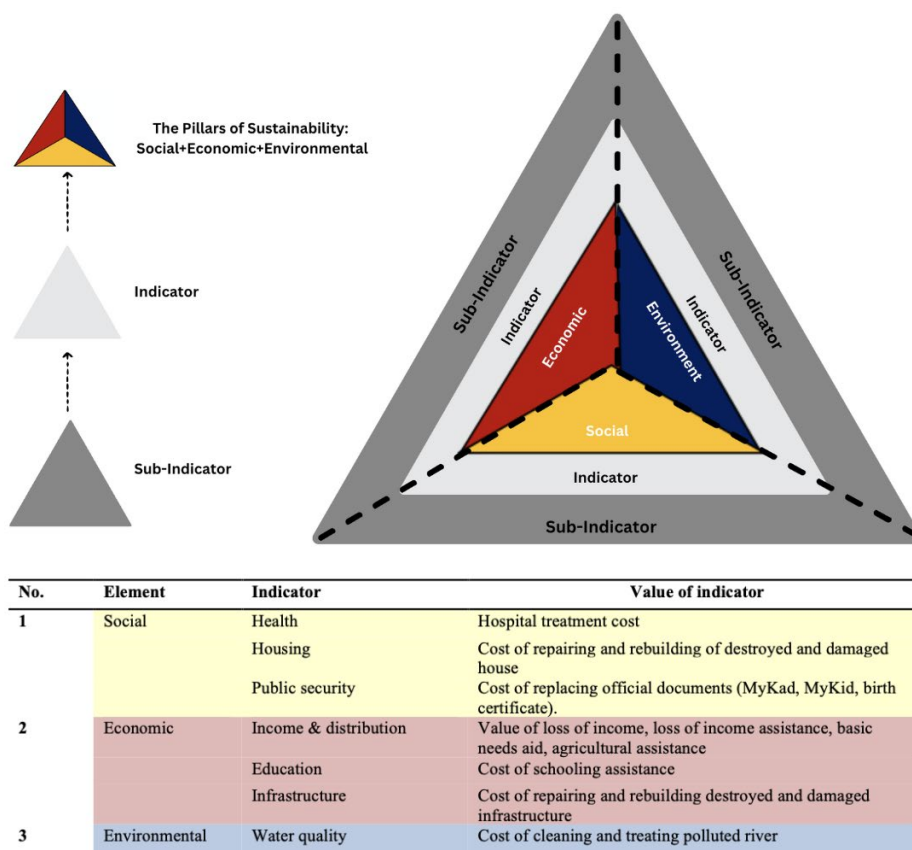 The Pillars of Sustainability:
Social+Economic+Environmental
Indicator
Sub-Indicator
Sub-Indicator
Indicator
Economic
Sub-Indicator
Indicator
Environment
Social
Indicator
Sub-Indicator
No. Element Indicator Value of indicator
1 Social Health Hospital treatment cost
Housing Cost of repairing and rebuilding of destroyed and damaged
house
Public security Cost of replacing official documents (MyKad, MyKid, birth
certificate).
2 Economic Income & distribution Value of loss of income, loss of income assistance, basic
needs aid, agricultural assistance
Education Cost of schooling assistance
Infrastructure Cost of repairing and rebuilding destroyed and damaged
infrastructure
3 Environmental Water quality Cost of cleaning and treating polluted river